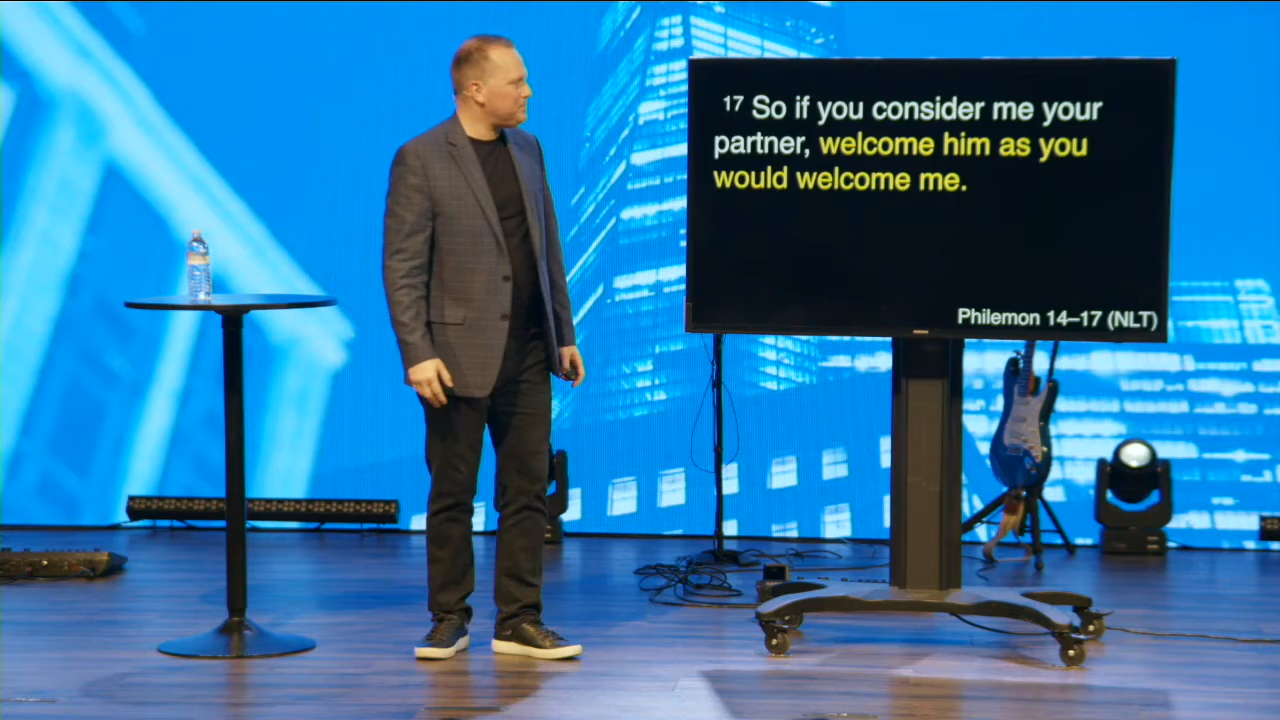 17 So if you consider me your
partner, welcome him as you
would welcome me.
Philemon 14–17 (NLT)